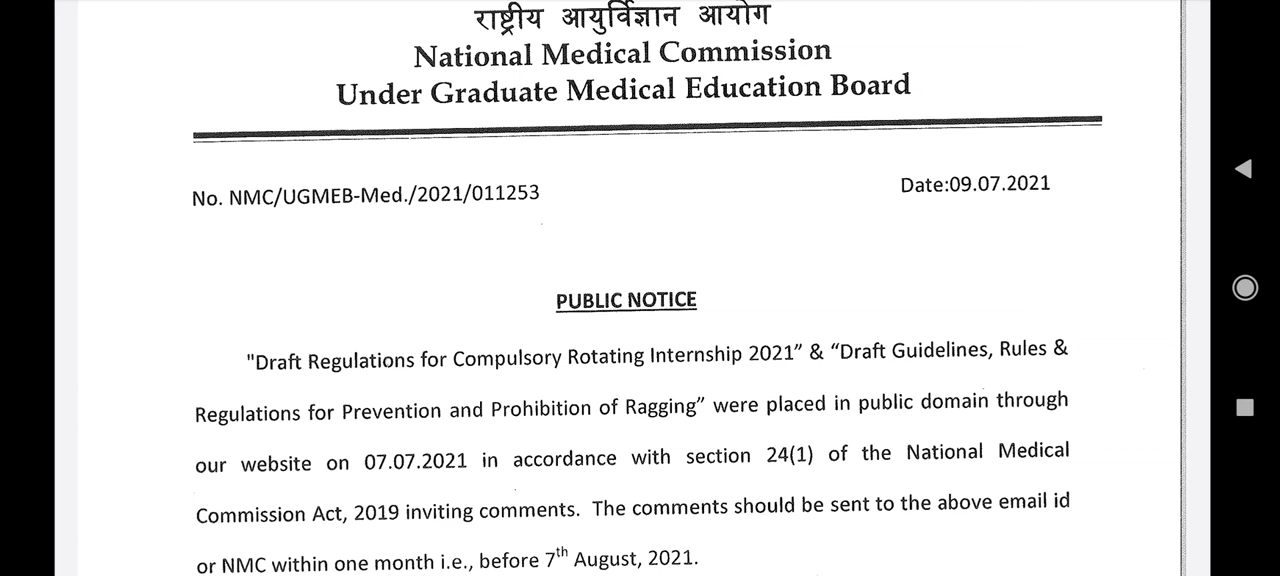 राष्ट्रीय आयुर्विज्ञान आयोग
National Medical Commission
Under Graduate Medical Education Board
No. NMC/UGMEB-Med./2021/011253
Date:09.07.2021
PUBLIC NOTICE
"Draft Regulations for Compulsory Rotating Internship 2021” & “Draft Guidelines, Rules &
Regulations for Prevention and Prohibition of Ragging” were placed in public domain through
our website on 07.07.2021 in accordance with section 24(1) of the National Medical
Commission Act, 2019 inviting comments. The comments should be sent to the above email id
or NMC within one month i.e., before 7th August, 2021.